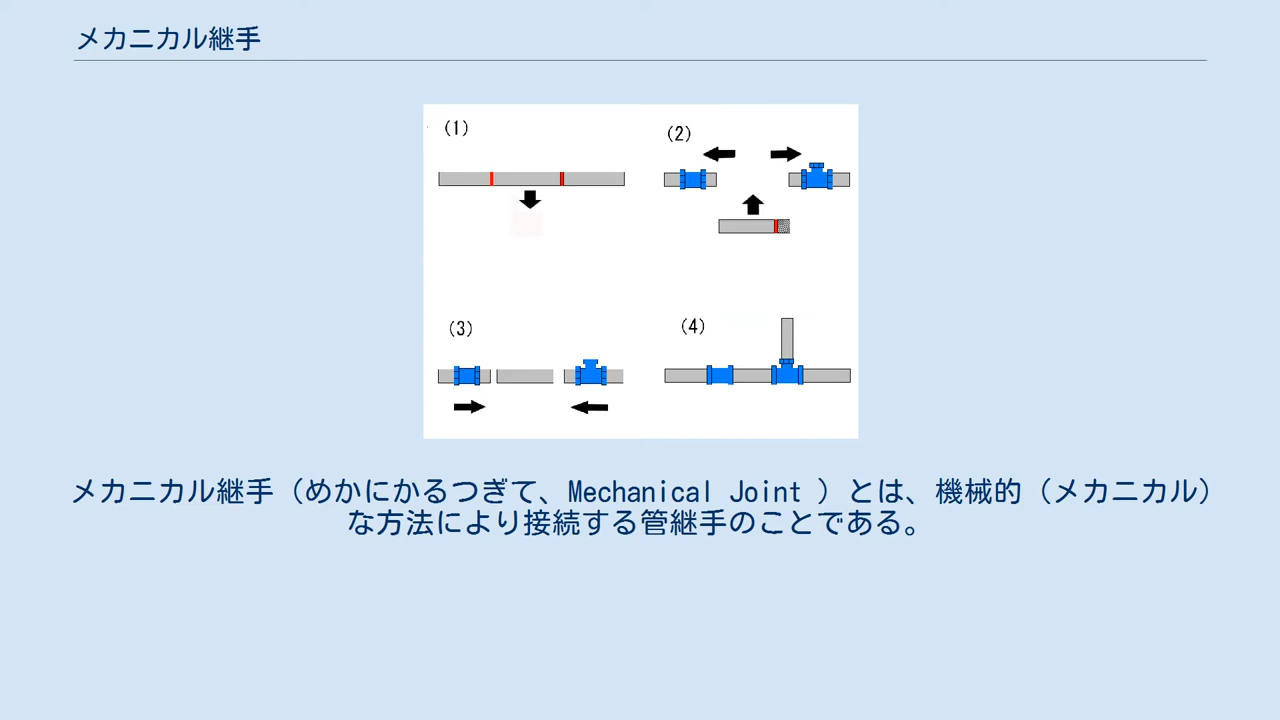 メカニカル継手
(1)
(2)
(3)
(4)
メカニカル継手（めかにかるつぎて、Mechanical Joint ）とは、機械的（メカニカル）
な方法により接続する管継手のことである。